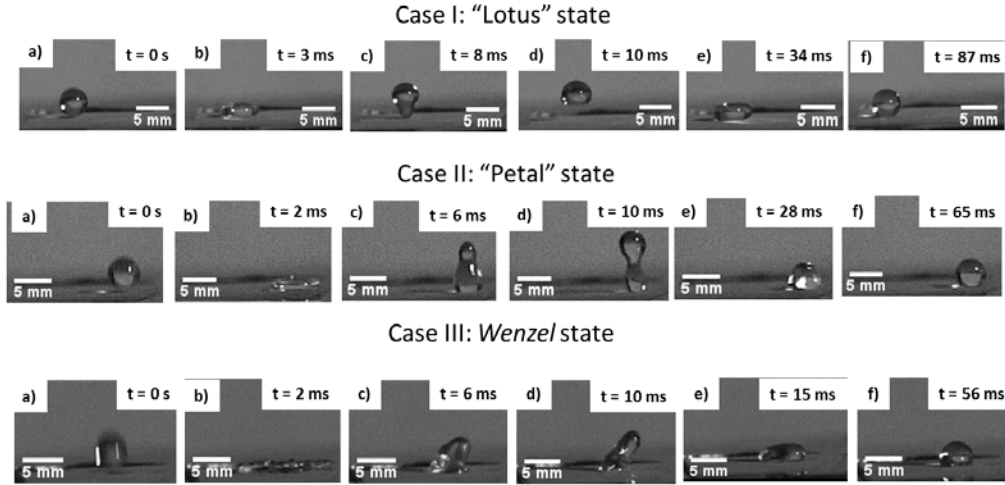 Case I: “Lotus” state
a) t = 0 s b) t = 3 ms c) t = 8 ms d) t = 10 ms e) t = 34 ms f) t = 87 ms
5 mm 5 mm 5 mm 5 mm 5 mm 5 mm
Case II: “Petal” state
a) t = 0 s b) t = 2 ms c) t = 6 ms d) t = 10 ms e) t = 28 ms f) t = 65 ms
5 mm 5 mm 5 mm 5 mm 5 mm 5 mm
Case III: Wenzel state
a) t = 0 s b) t = 2 ms c) t = 6 ms d) t = 10 ms e) t = 15 ms f) t = 56 ms
5 mm 5 mm 5 mm 5 mm 5 mm 5 mm